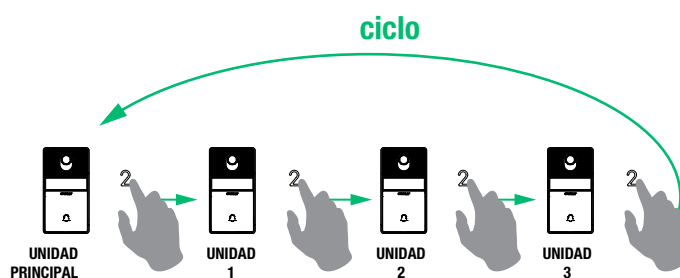 ciclo
2 2 2 2
UNIDAD PRINCIPAL
UNIDAD 1
UNIDAD 2
UNIDAD 3